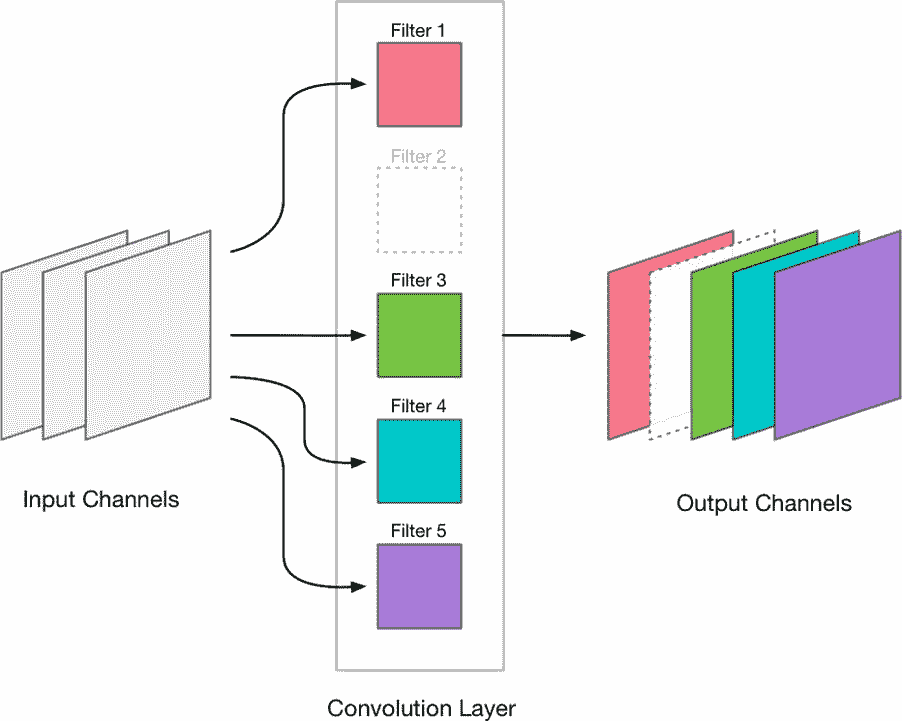 Filter 1
Filter 2
Filter 3
Filter 4
Filter 5
Input Channels
Output Channels
Convolution Layer